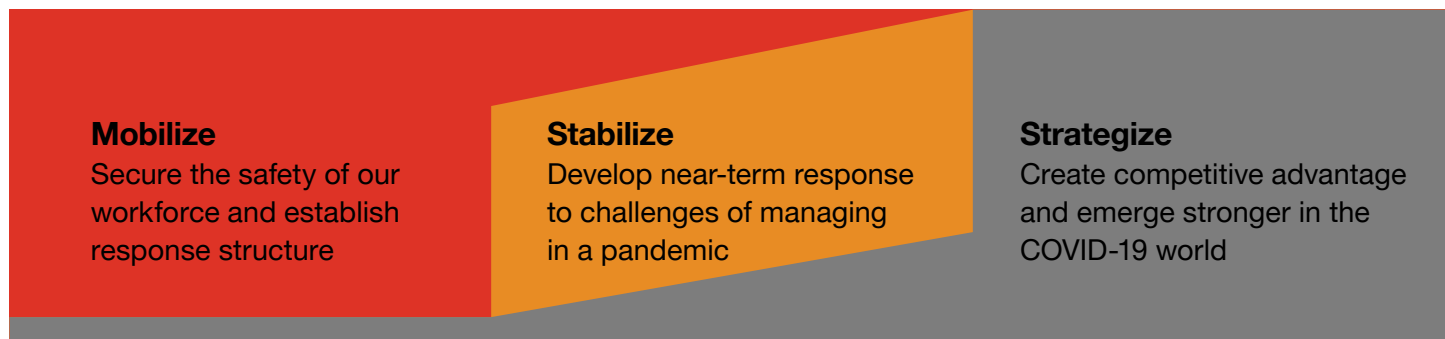 Mobilize
Secure the safety of our
workforce and establish
response structure
Stabilize
Develop near-term response
to challenges of managing
in a pandemic
Strategize
Create competitive advantage
and emerge stronger in the
COVID-19 world